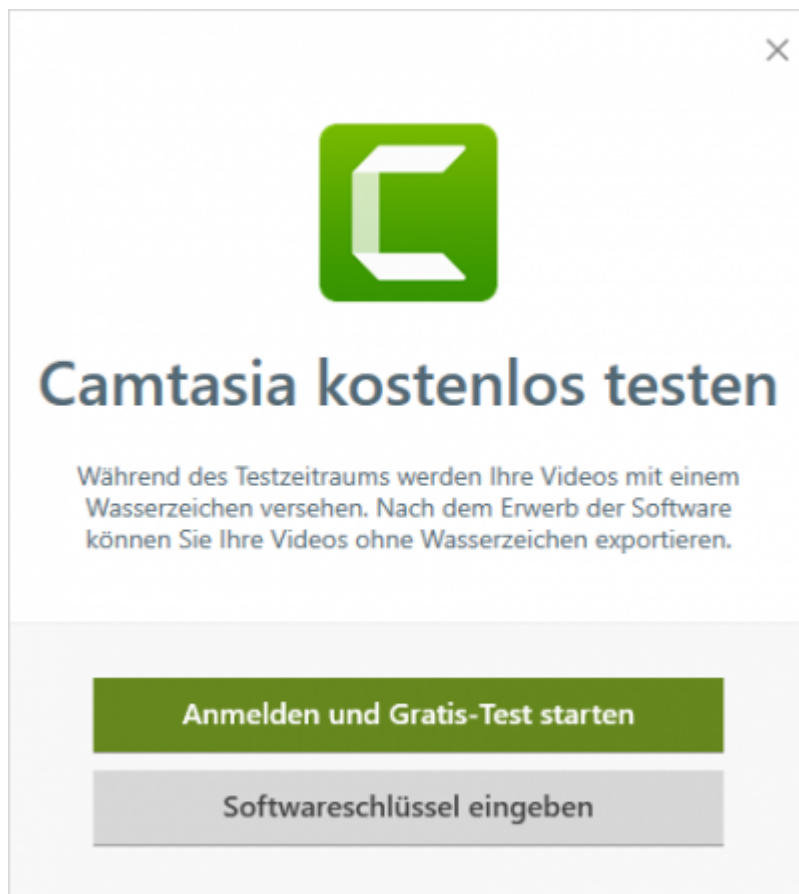 Camtasia kostenlos testen
Während des Testzeitraums werden Ihre Videos mit einem
Wasserzeichen versehen. Nach dem Erwerb der Software
können Sie Ihre Videos ohne Wasserzeichen exportieren.
Anmelden und Gratis-Test starten
Softwareschlüssel eingeben